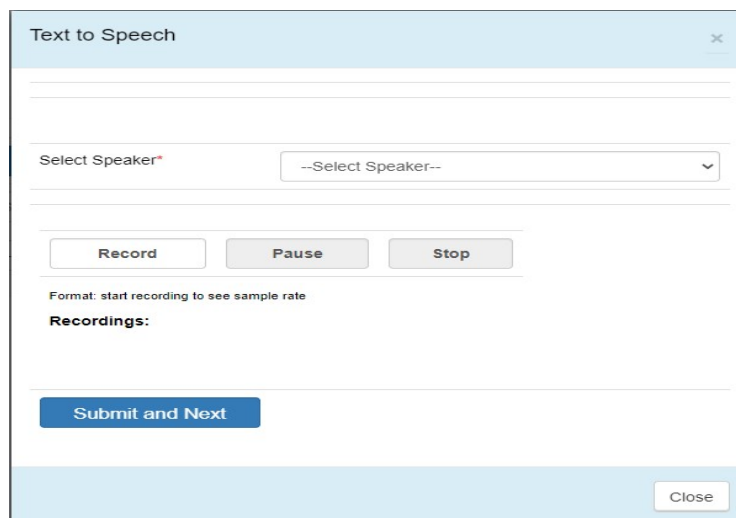 Text to Speech ×
Select Speaker* --Select Speaker--
Record Pause Stop
Format: start recording to see sample rate
Recordings:
Submit and Next
Close